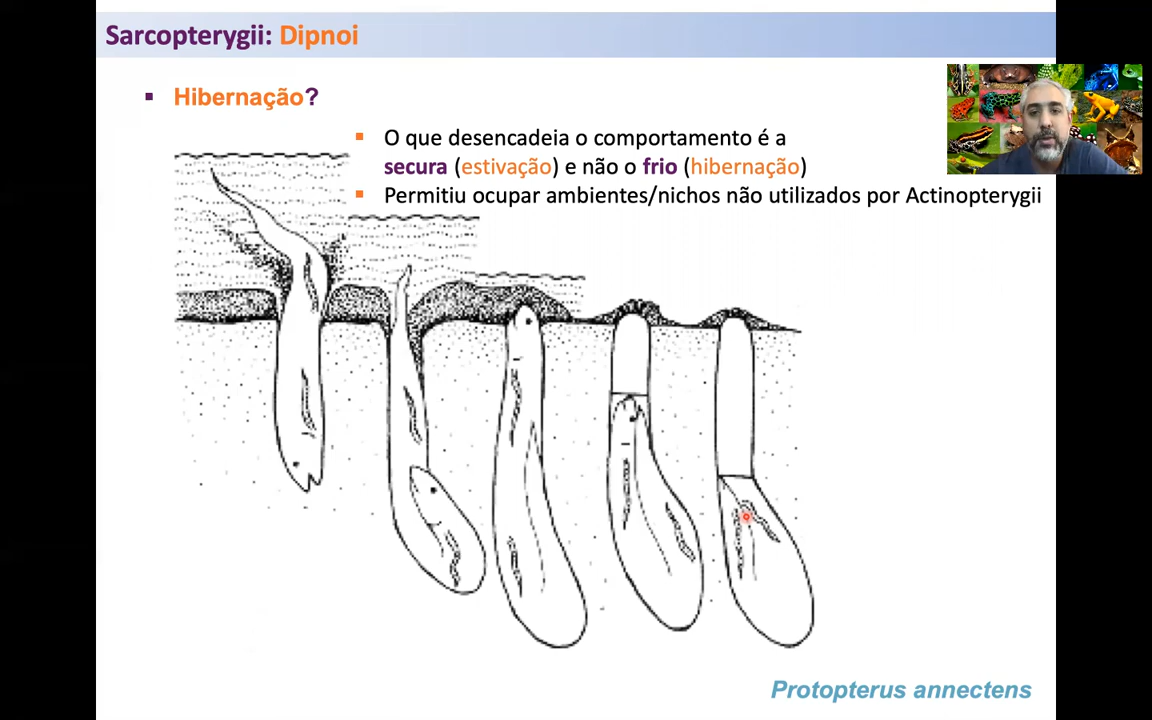 Sarcopterygii: Dipnoi
▪ Hibernação?
▪ O que desencadeia o comportamento é a
secura (estivação) e não o frio (hibernação)
▪ Permitiu ocupar ambientes/nichos não utilizados por Actinopterygii
Protopterus annectens